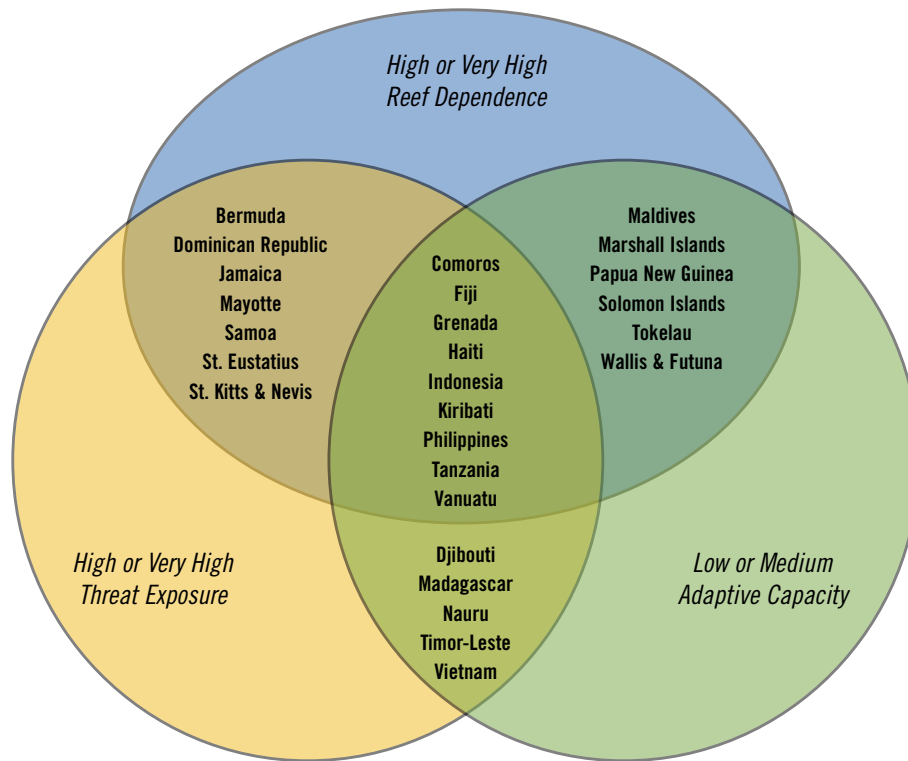 High or Very High
Reef Dependence
Bermuda
Dominican Republic
Jamaica
Mayotte
Samoa
St. Eustatius
St. Kitts & Nevis
Comoros
Fiji
Grenada
Haiti
Indonesia
Kiribati
Philippines
Tanzania
Vanuatu
Maldives
Marshall Islands
Papua New Guinea
Solomon Islands
Tokelau
Wallis & Futuna
High or Very High
Threat Exposure
Djibouti
Madagascar
Nauru
Timor-Leste
Vietnam
Low or Medium
Adaptive Capacity